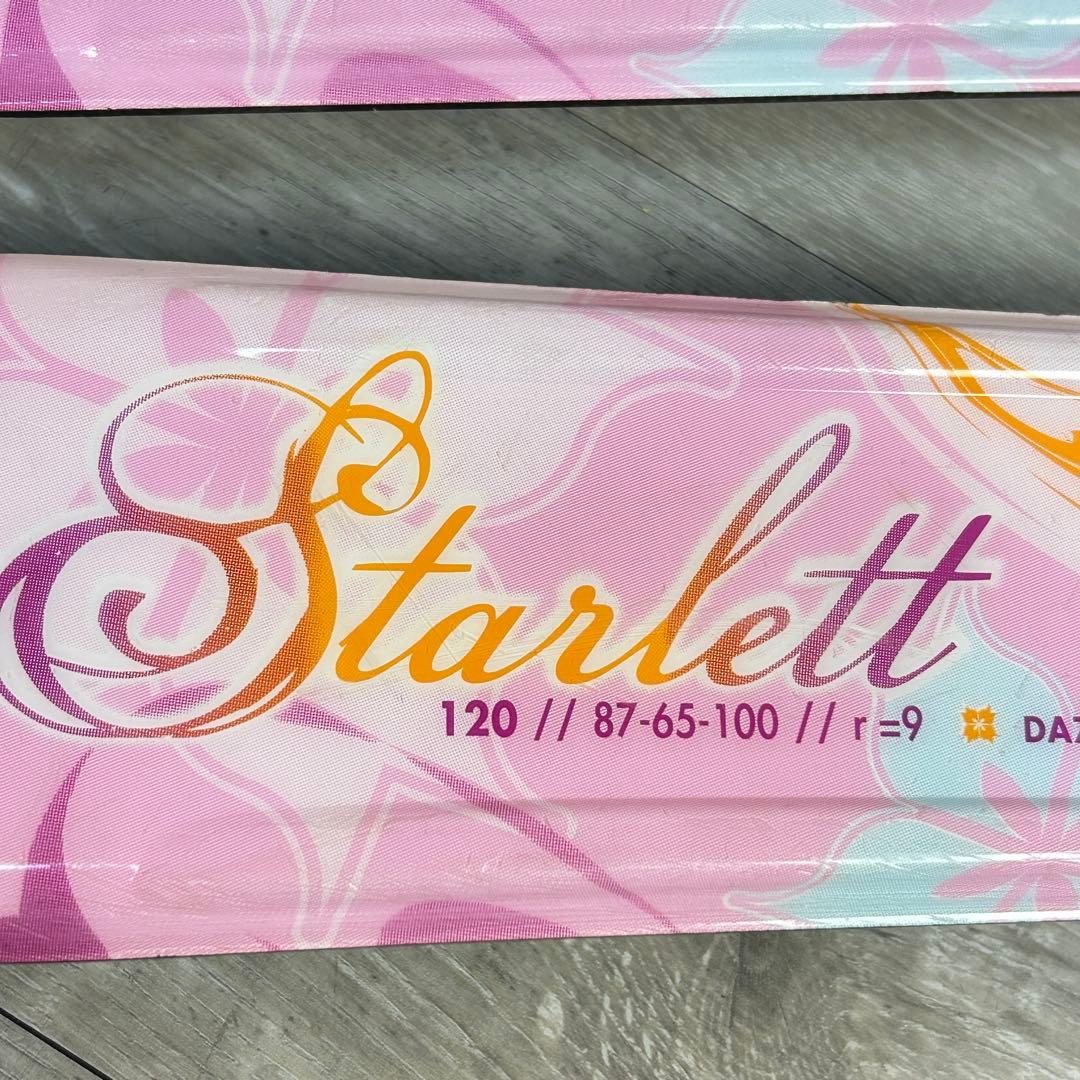 Starlett
120 // 87-65-100 // r =9